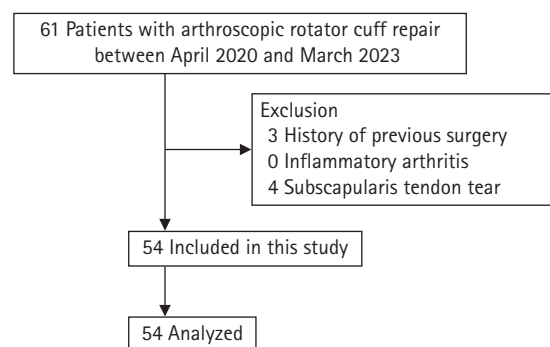 61 Patients with arthroscopic rotator cuff repair
between April 2020 and March 2023
Exclusion
3 History of previous surgery
0 Inflammatory arthritis
4 Subscapularis tendon tear
54 Included in this study
54 Analyzed